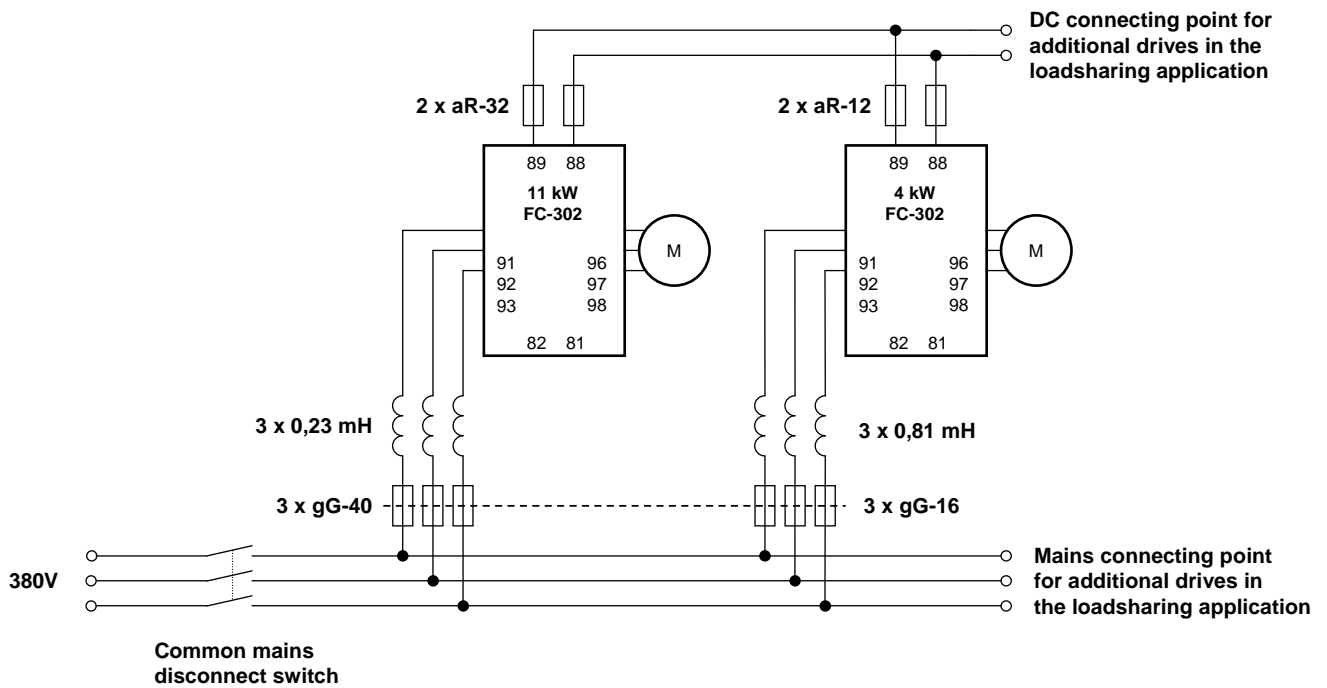 DC connecting point for
additional drives in the
loadsharing application
2 x aR-32
2 x aR-12
89 88
11 kW
FC-302
91 96
92 97
93 98
82 81
M
89 88
4 kW
FC-302
91 96
92 97
93 98
82 81
M
3 x 0,23 mH
3 x 0,81 mH
3 x gG-40
3 x gG-16
380V
Mains connecting point
for additional drives in
the loadsharing application
Common mains
disconnect switch